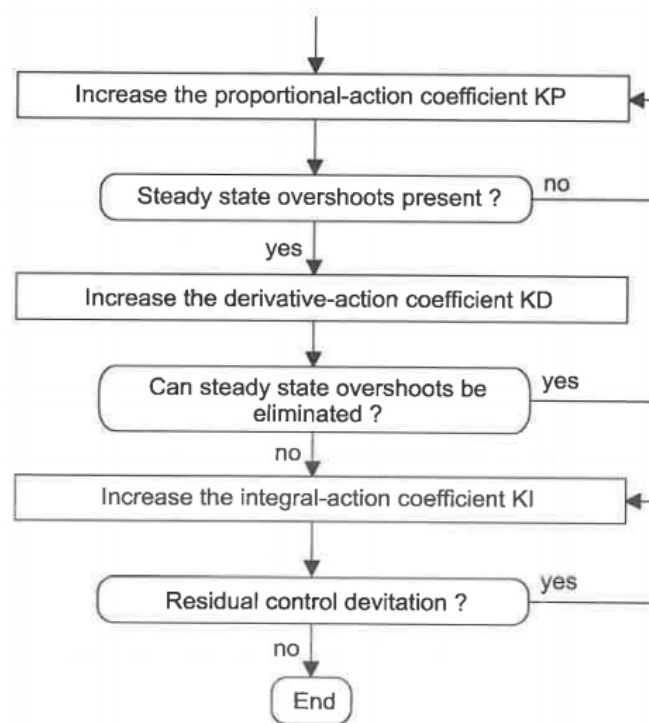 Increase the proportional-action coefficient KP
Steady state overshoots present ?
no
yes
Increase the derivative-action coefficient KD
Can steady state overshoots be
eliminated ?
yes
no
Increase the integral-action coefficient KI
Residual control devitation ?
yes
no
End